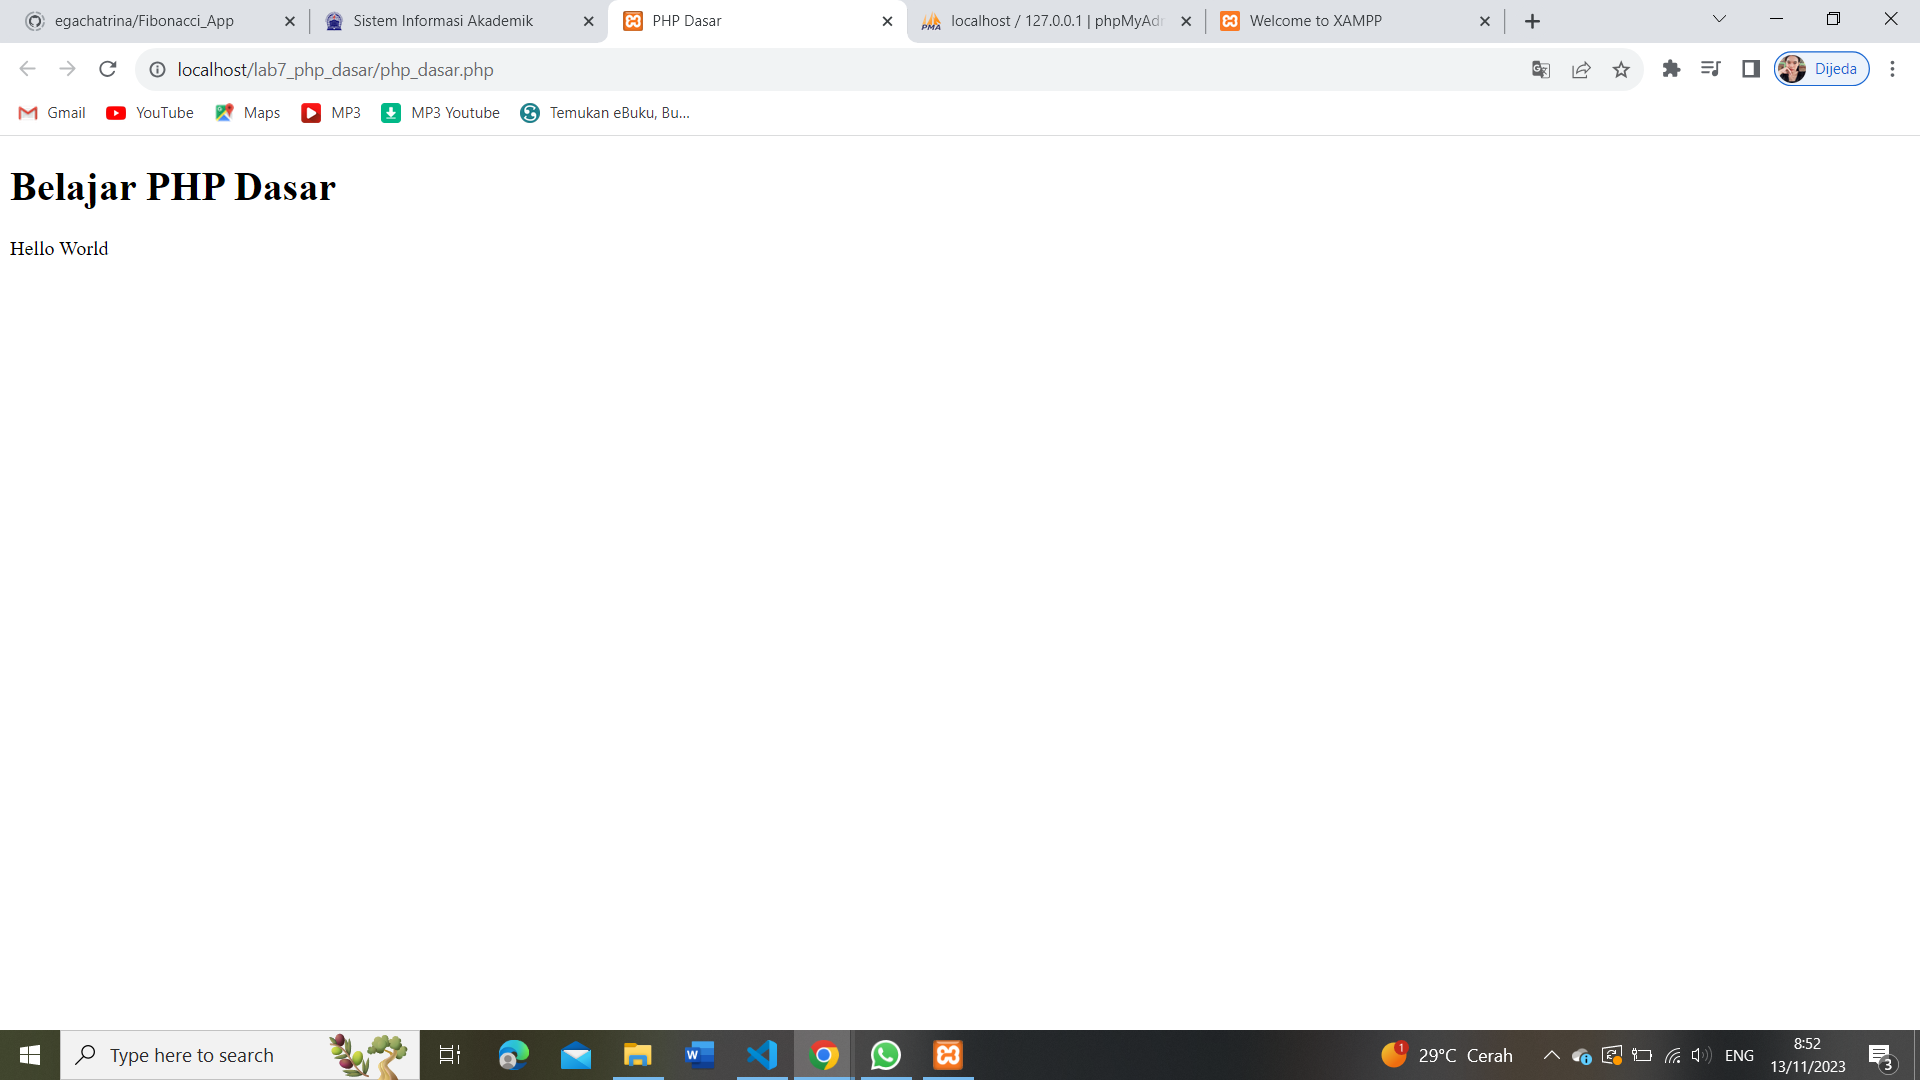 egachatrina/Fibonacci_App
Sistem Informasi Akademik
PHP Dasar
localhost / 127.0.0.1 | phpMyAdr
Welcome to XAMPP
localhost/lab7_php_dasar/php_dasar.php
Dijeda
Gmail
YouTube
Maps
MP3
MP3 Youtube
Temukan eBuku, Bu...
Belajar PHP Dasar
Hello World
Type here to search
1
29°C Cerah
ENG
8:52
13/11/2023
3